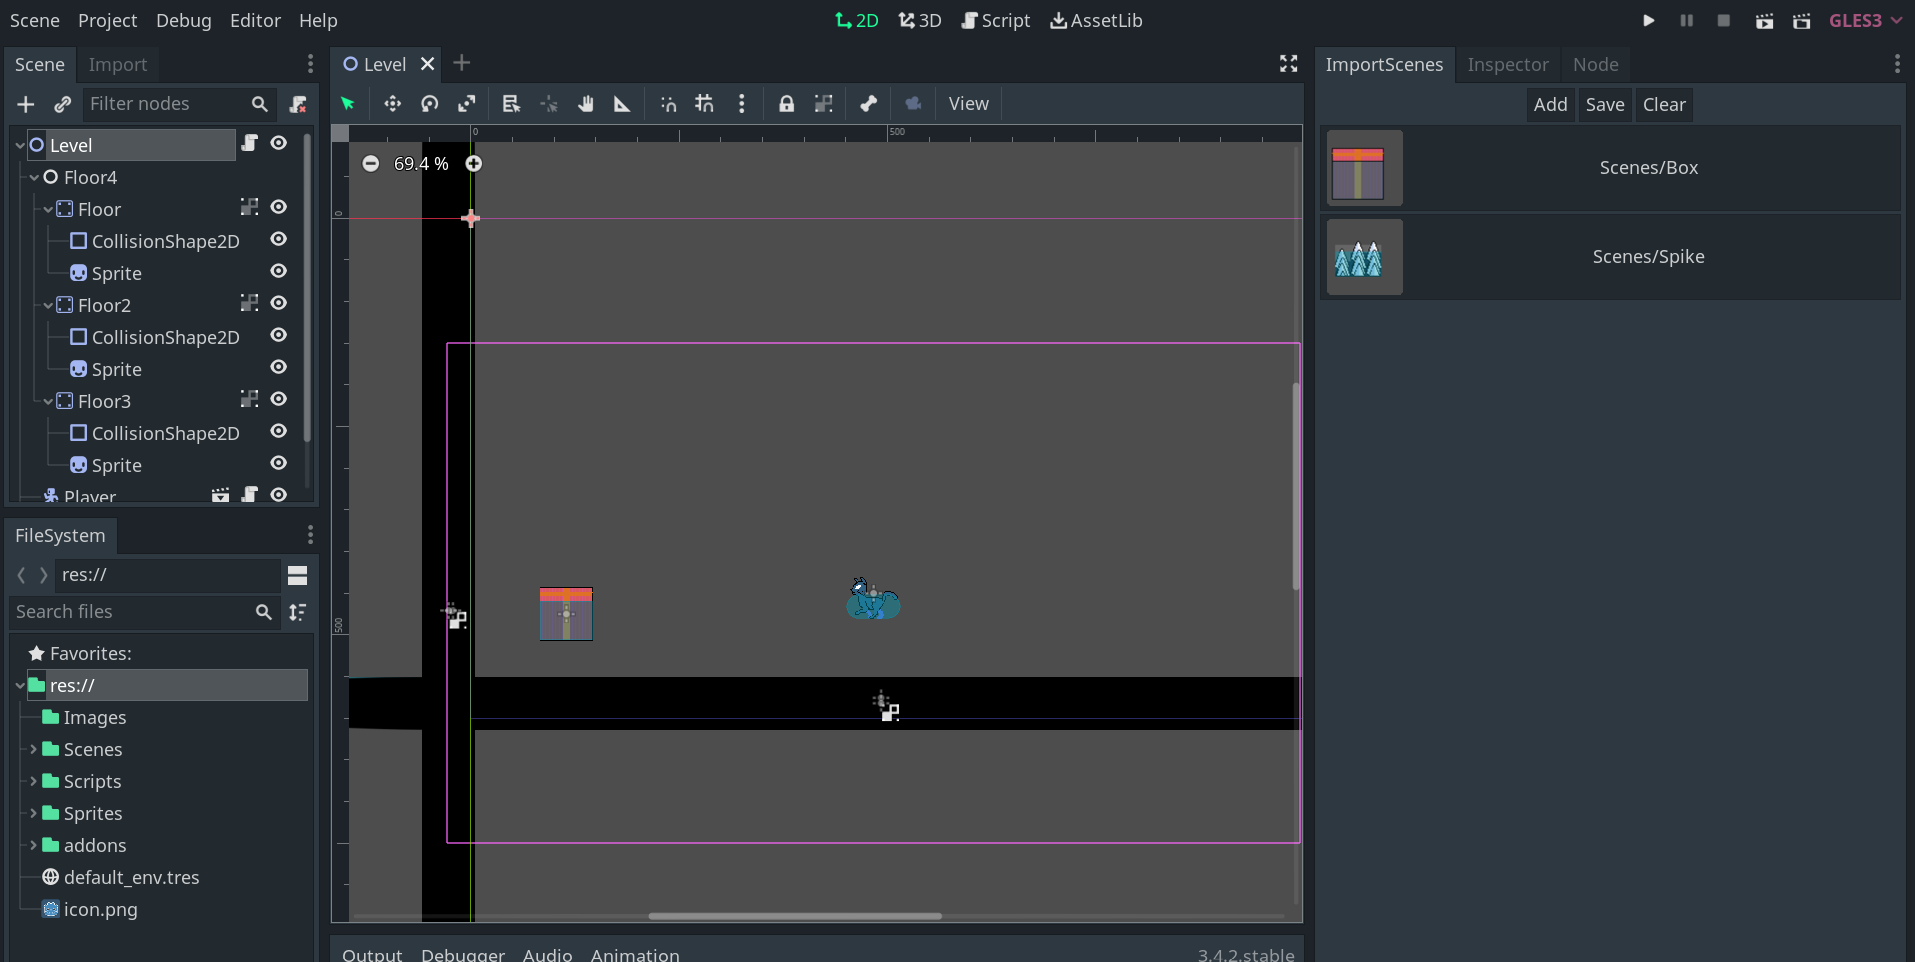 Scene Project Debug Editor Help
2D 3D Script AssetLib
GLES3
Scene Import
Filter nodes
Level
Floor4
Floor
CollisionShape2D
Sprite
Floor2
CollisionShape2D
Sprite
Floor3
CollisionShape2D
Sprite
Player
FileSystem
res://
Search files
Favorites:
res://
Images
Scenes
Scripts
Sprites
addons
default_env.tres
icon.png
Level
View
0 500
69.4 %
0
500
Output Debugger Audio Animation 3.4.2.stable
ImportScenes Inspector Node
Add Save Clear
Scenes/Box
Scenes/Spike